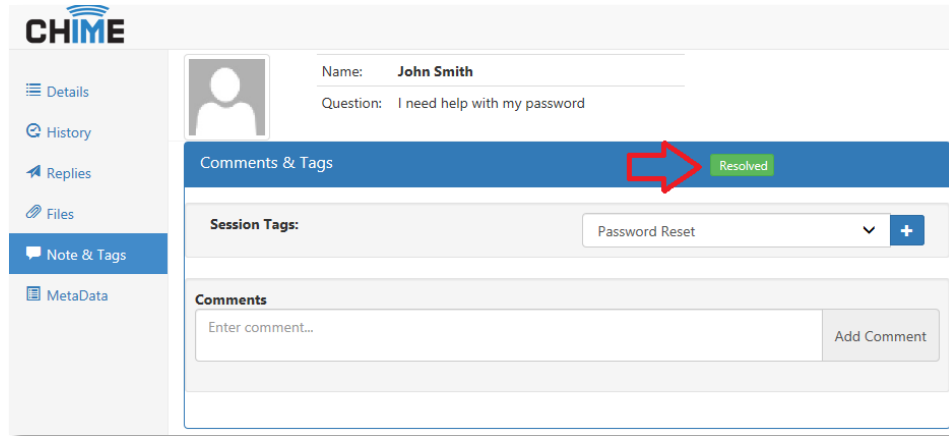 CHIME
Details
History
Replies
Files
Note & Tags
MetaData
Name: John Smith
Question: I need help with my password
Comments & Tags Resolved
Session Tags: Password Reset +
Comments
Enter comment... Add Comment